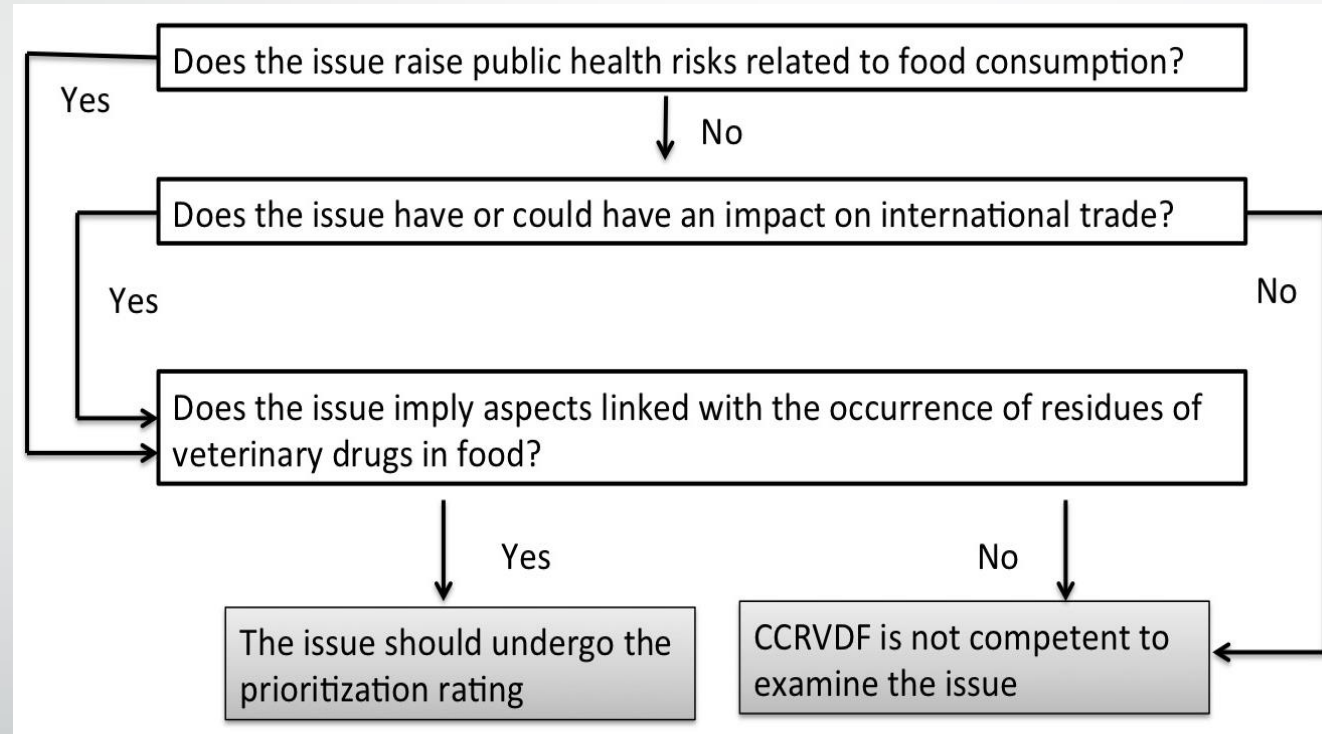 Does the issue raise public health risks related to food consumption?
Yes
No
Does the issue have or could have an impact on international trade?
Yes
No
Does the issue imply aspects linked with the occurrence of residues of
veterinary drugs in food?
Yes
No
The issue should undergo the
prioritization rating
CCRVDF is not competent to
examine the issue